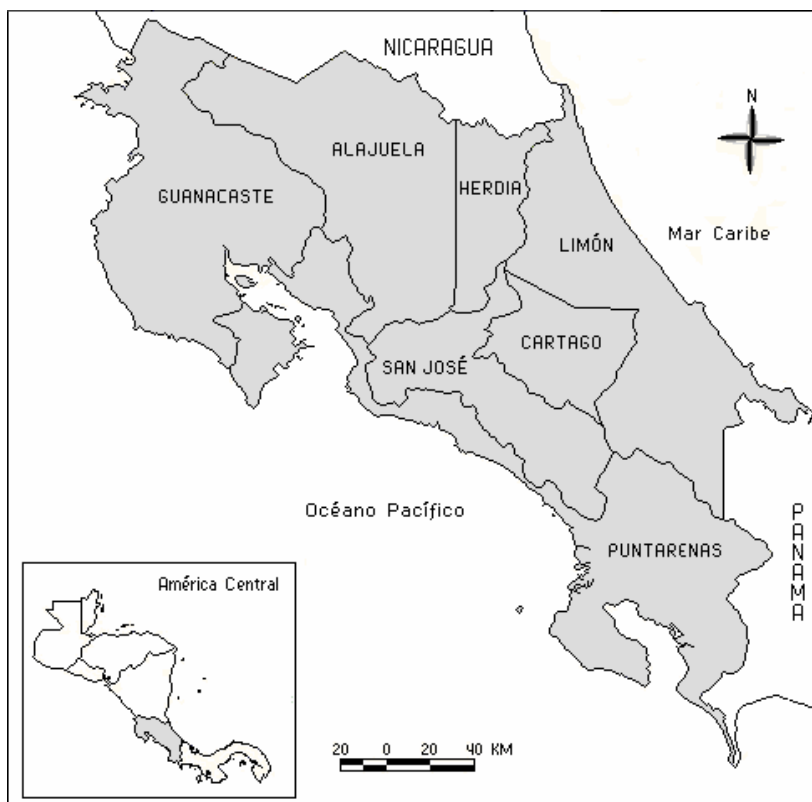 NICARAGUA
N
ALAJUELA
HERDIA
GUANACASTE
Mar Caribe
LIMÓN
CARTAGO
SAN JOSÉ
Océano Pacífico
PANAMA
PUNTARENAS
América Central
20 0 20 40 KM